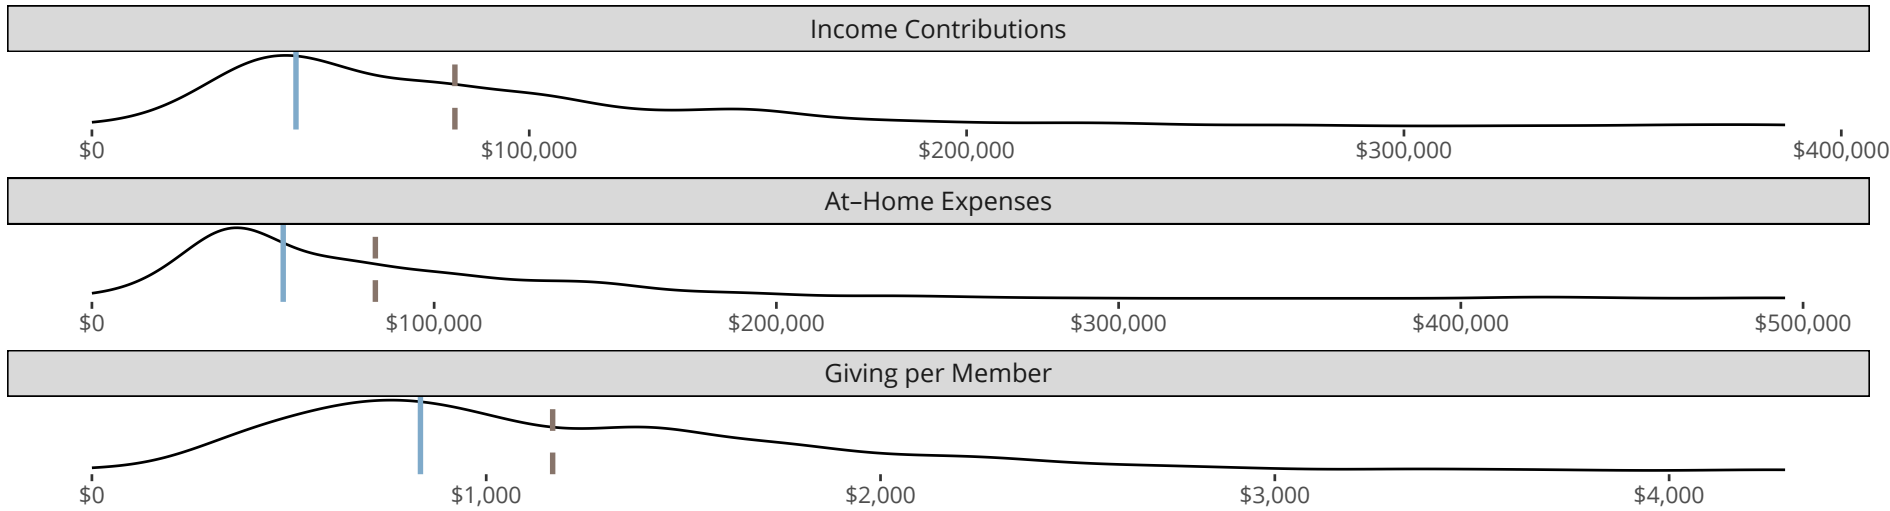 Income Contributions
$0 $100,000 $200,000 $300,000 $400,000
At–Home Expenses
$0 $100,000 $200,000 $300,000 $400,000 $500,000
Giving per Member
$0 $1,000 $2,000 $3,000 $4,000